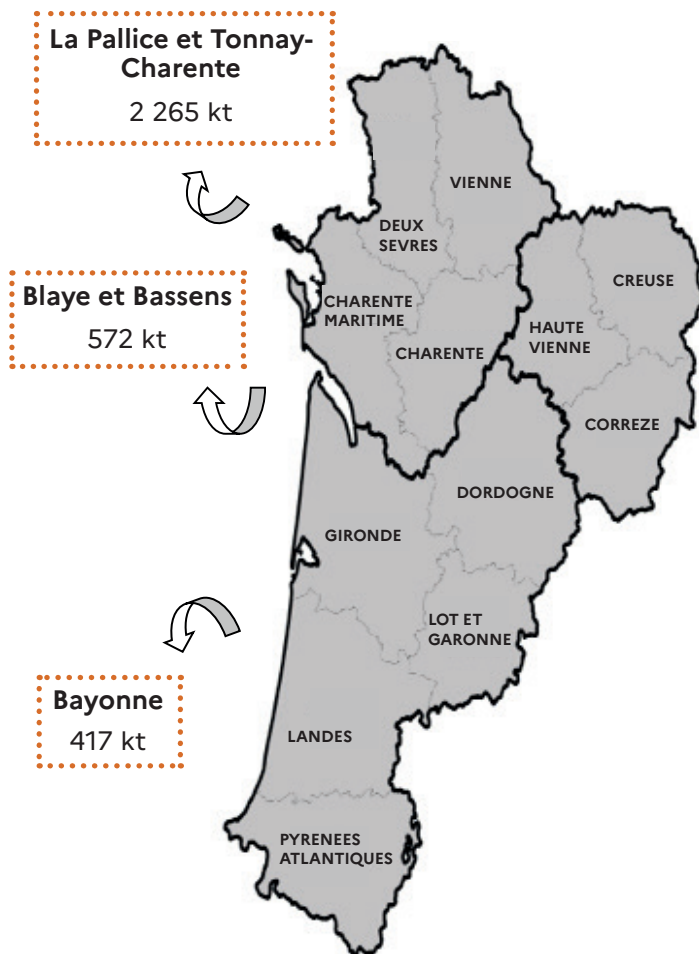 La Pallice et Tonnay-
Charente
2 265 kt
VIENNE
DEUX
SEVRES
CREUSE
Blaye et Bassens
572 kt
CHARENTE
MARITIME
HAUTE
VIENNE
CHARENTE
CORREZE
DORDOGNE
GIRONDE
LOT ET
GARONNE
Bayonne
417 kt
LANDES
PYRENEES
ATLANTIQUES